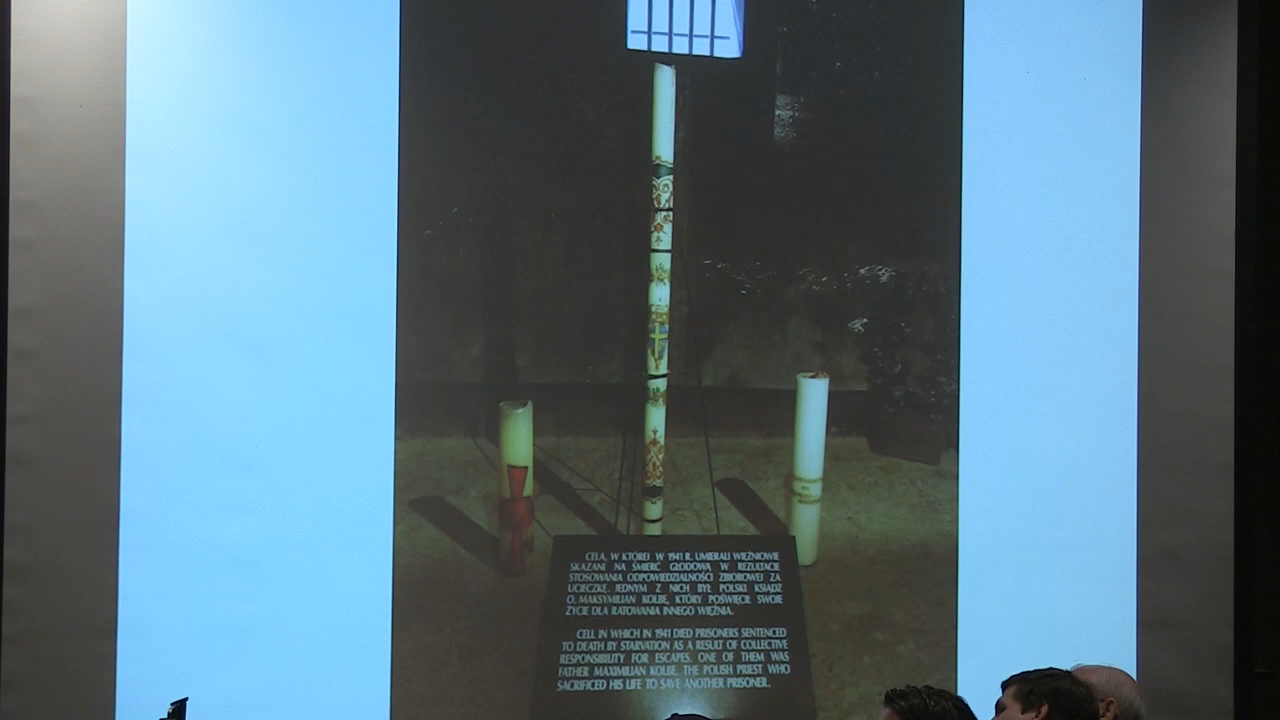 CELA, W KTÓREJ W 1941 R. UMIERALI WIĘŹNIOWIE
SKAZANI NA ŚMIERĆ GŁODOWĄ W REZULTACIE
STOSOWANIA ODPOWIEDZIALNOŚCI ZBIOROWEJ ZA
UCIECZKĘ. JEDNYM Z NICH BYŁ POLSKI KSIĄDZ
O. MAKSYMILIAN KOLBE, KTÓRY POŚWIĘCIŁ SWOJE
ŻYCIE DLA RATOWANIA INNEGO WIĘŹNIA.
CELL IN WHICH IN 1941 DIED PRISONERS SENTENCED
TO DEATH BY STARVATION AS A RESULT OF COLLECTIVE
RESPONSIBILITY FOR ESCAPES. ONE OF THEM WAS
FATHER MAXIMILIAN KOLBE, THE POLISH PRIEST WHO
SACRIFICED HIS LIFE TO SAVE ANOTHER PRISONER.